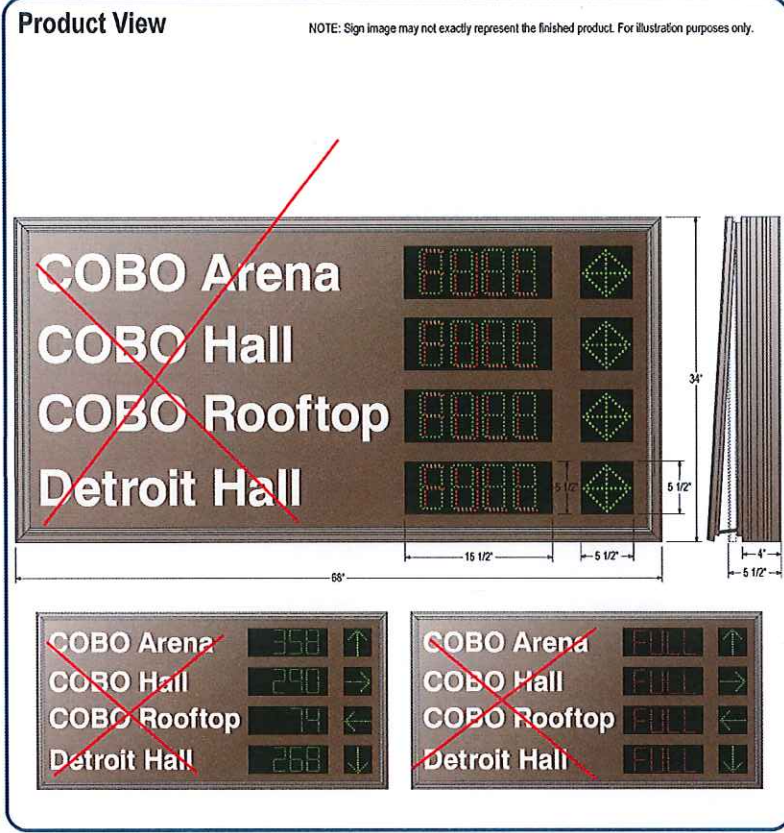 Product View
NOTE: Sign image may not exactly represent the finished product. For illustration purposes only.
COBO Arena
COBO Hall
COBO Rooftop
Detroit Hall
34"
5 1/2"
5 1/2"
15 1/2"
5 1/2"
4"
5 1/2"
68"
COBO Arena 358
COBO Hall 290
COBO Rooftop 74
Detroit Hall 268
COBO Arena FULL
COBO Hall FULL
COBO Rooftop FULL
Detroit Hall FULL